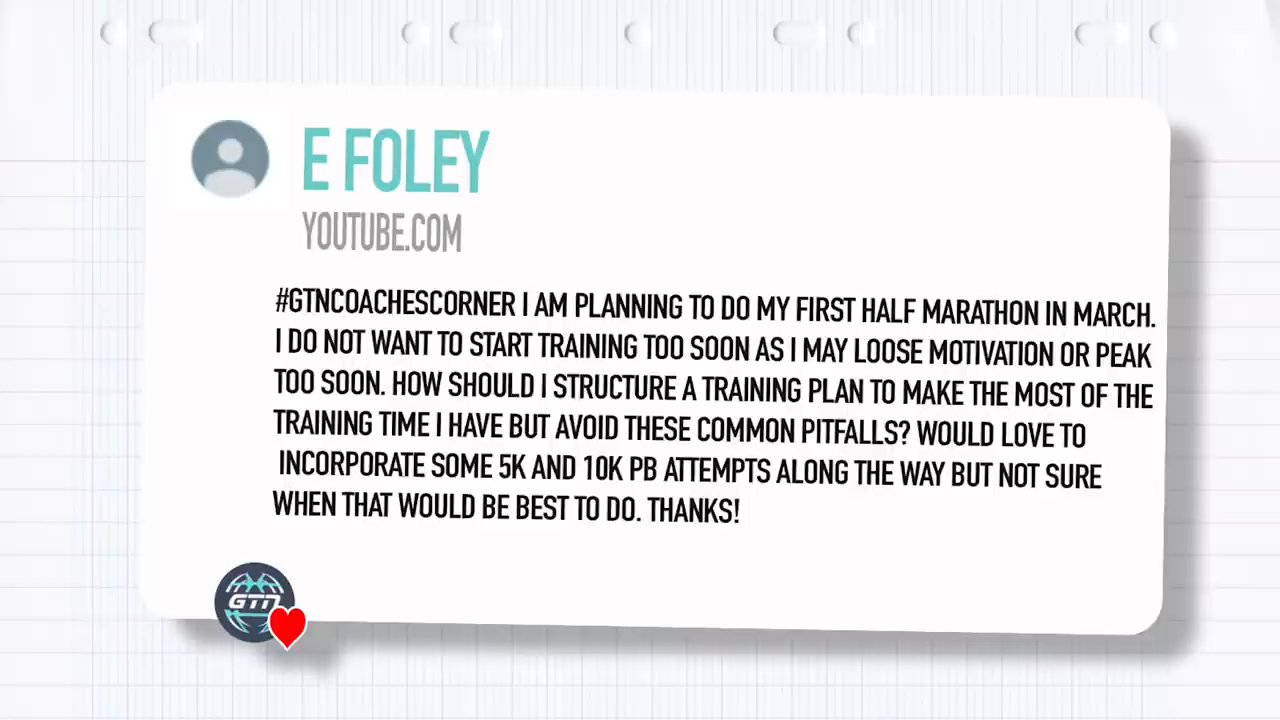 E FOLEY
YOUTUBE.COM
#GTNCOACHESCORNER I AM PLANNING TO DO MY FIRST HALF MARATHON IN MARCH.
I DO NOT WANT TO START TRAINING TOO SOON AS I MAY LOOSE MOTIVATION OR PEAK
TOO SOON. HOW SHOULD I STRUCTURE A TRAINING PLAN TO MAKE THE MOST OF THE
TRAINING TIME I HAVE BUT AVOID THESE COMMON PITFALLS? WOULD LOVE TO
INCORPORATE SOME 5K AND 10K PB ATTEMPTS ALONG THE WAY BUT NOT SURE
WHEN THAT WOULD BE BEST TO DO. THANKS!
GTN